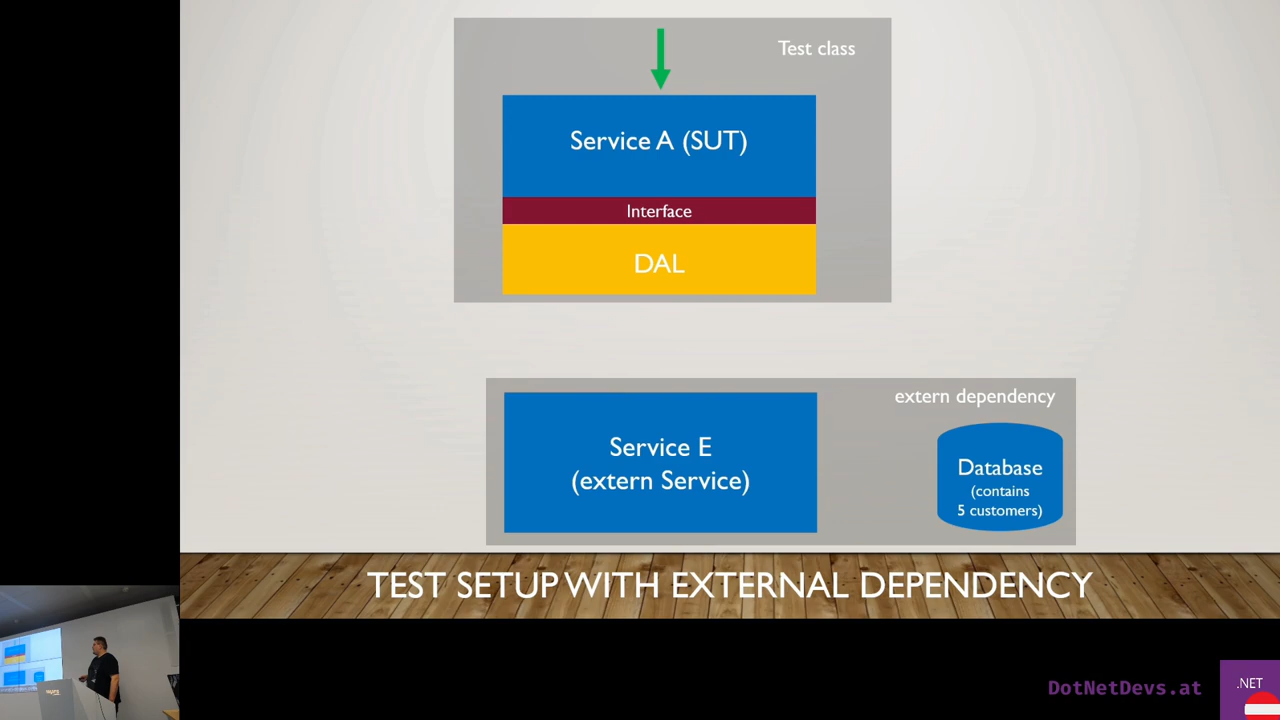 Test class
Service A (SUT)
Interface
DAL
extern dependency
Service E
(extern Service)
Database
(contains
5 customers)
TEST SETUP WITH EXTERNAL DEPENDENCY
DotNetDevs.at
.NET